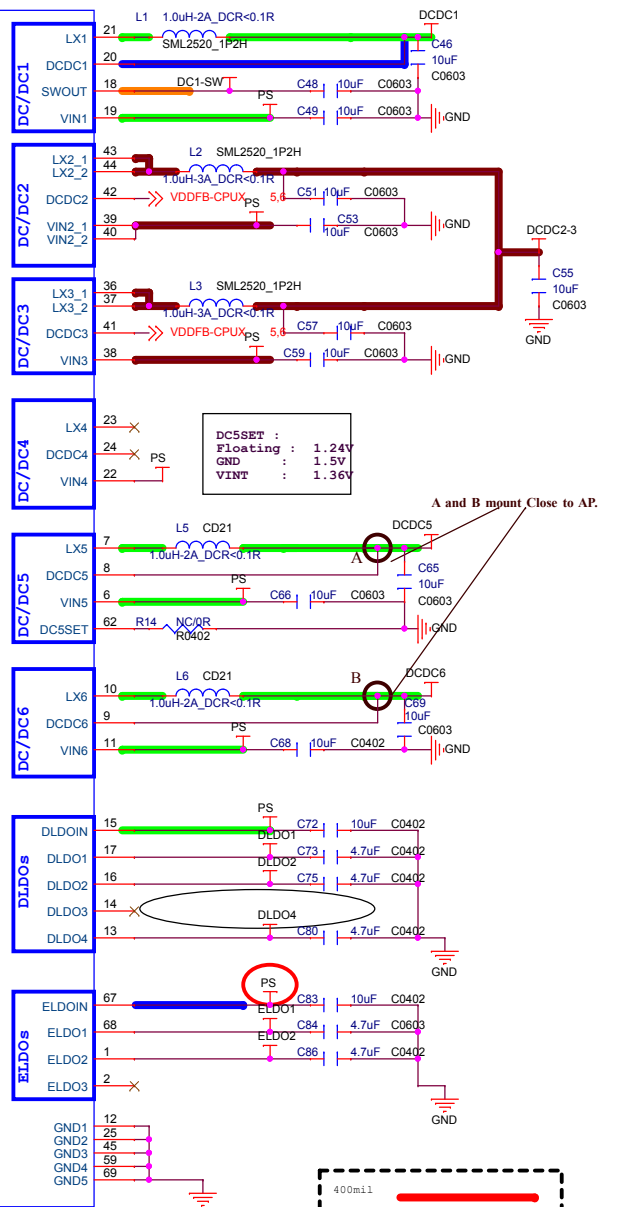 L1 1.0uH-2A_DCR<0.1R DCDC1
21
LX1
SML2520_1P2H
C46
20
DCDC1
10uF
C0603
18 DC1-SW
SWOUT
C48 10uF C0603
PS
19
VIN1
C49 10uF C0603
GND
DC/DC1
43
LX2_1
L2 SML2520_1P2H
44
LX2_2
1.0uH-3A_DCR<0.1R
42
DCDC2
VDDFB-CPUX 5,6
C51 10uF C0603
PS
39
VIN2_1
40
VIN2_2
C53
10uF C0603
GND
DC/DC2
DCDC2-3
C55
10uF
C0603
GND
36
LX3_1
L3 SML2520_1P2H
37
LX3_2
1.0uH-3A_DCR<0.1R
41
DCDC3
VDDFB-CPUX 5,6
C57 10uF C0603
PS
38
VIN3
C59 10uF C0603
GND
DC/DC3
23
LX4
24
DCDC4
PS
22
VIN4
DC/DC4
DC5SET :
Floating : 1.24V
GND : 1.5V
VINT : 1.36V
A and B mount Close to AP.
L5 CD21
DCDC5
7
LX5
1.0uH-2A_DCR<0.1R
A
8
DCDC5
C65
10uF
C0603
PS
6
VIN5
C66 10uF C0603
62
DC5SET
R14 NC/0R
R0402
GND
DC/DC5
L6 CD21
B
DCDC6
10
LX6
1.0uH-2A_DCR<0.1R
C69
10uF
C0603
9
DCDC6
PS
11
VIN6
C68 10uF C0402
GND
DC/DC6
PS
15
DLDOIN
C72 10uF C0402
DLDO1
17
DLDO1
C73 4.7uF C0402
DLDO2
16
DLDO2
C75 4.7uF C0402
14
DLDO3
DLDO4
13
DLDO4
C80 4.7uF C0402
GND
DLDOs
PS
67
ELDOIN
C83 10uF C0402
ELDO1
68
ELDO1
C84 4.7uF C0603
ELDO2
1
ELDO2
C86 4.7uF C0402
2
ELDO3
GND
ELDOs
12
GND1
25
GND2
45
GND3
59
GND4
69
GND5
400mil